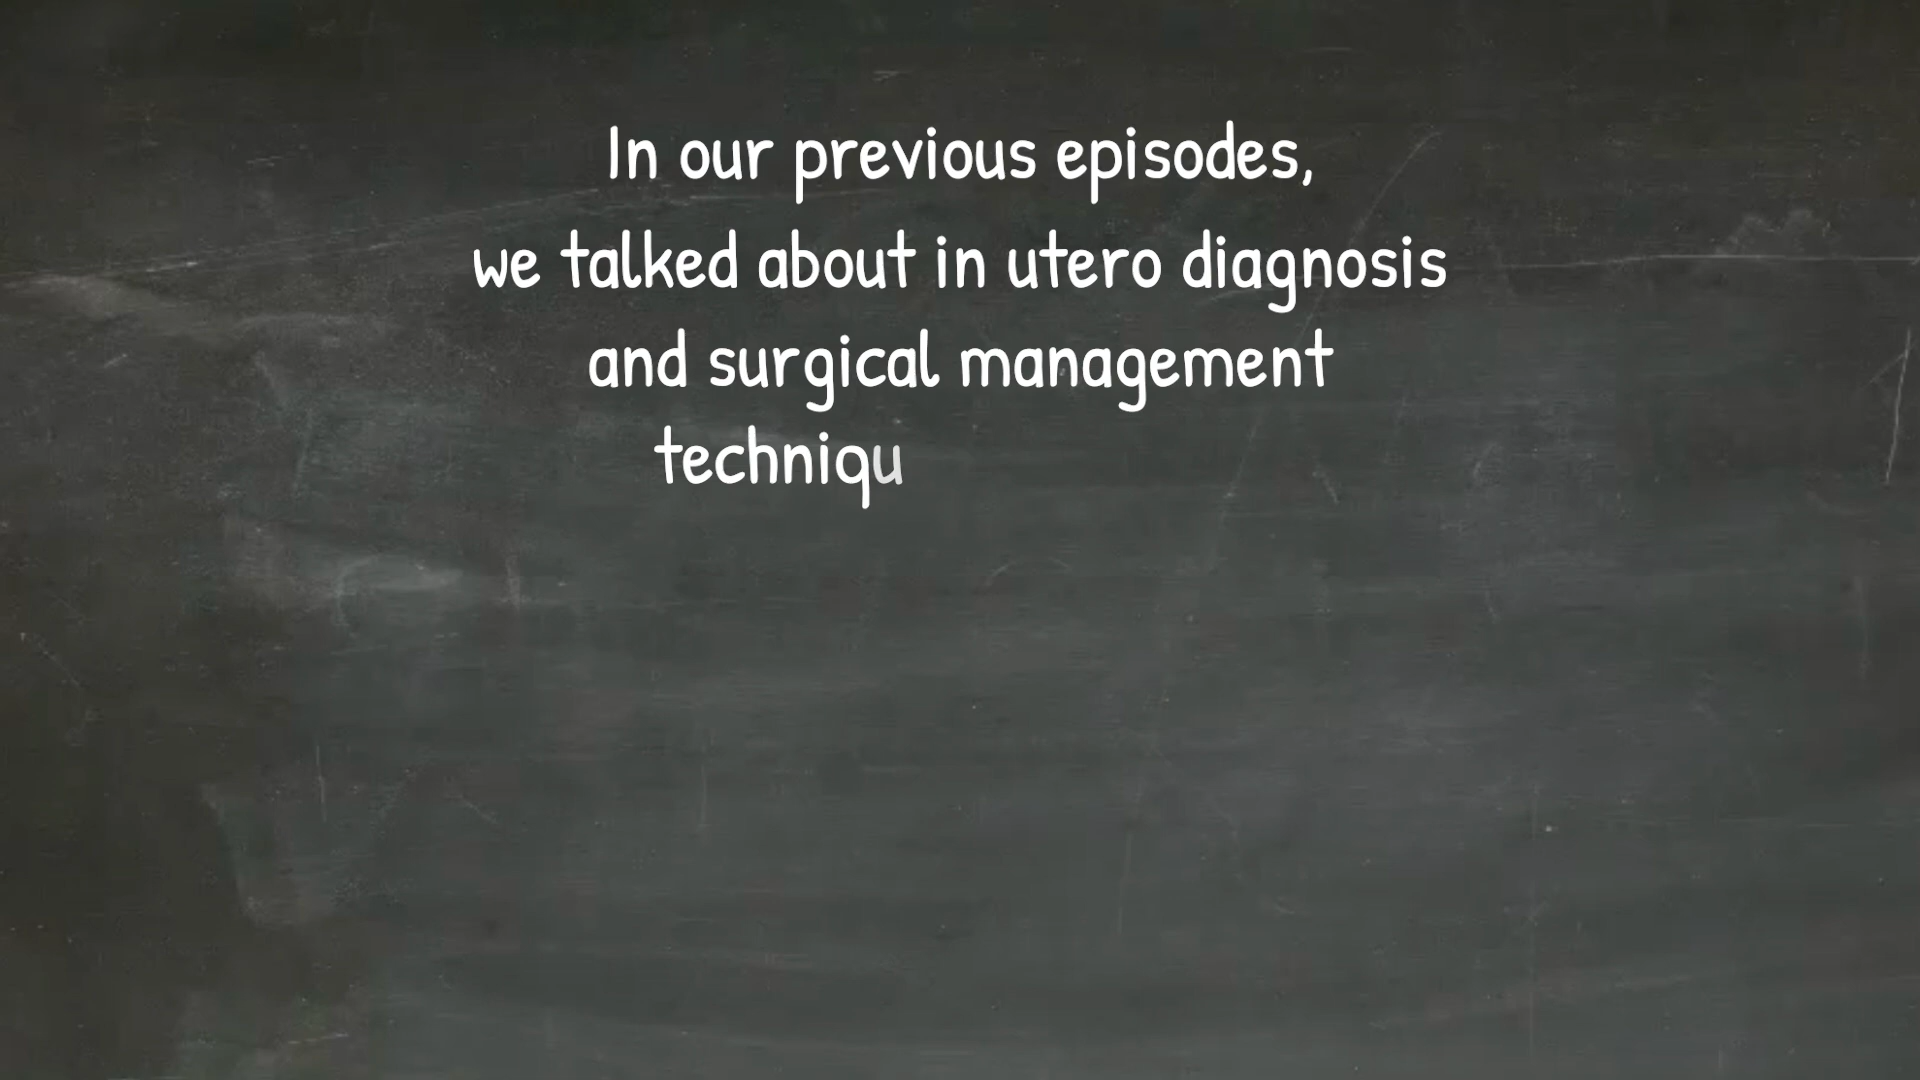 In our previous episodes,
we talked about in utero diagnosis
and surgical management
techniqu